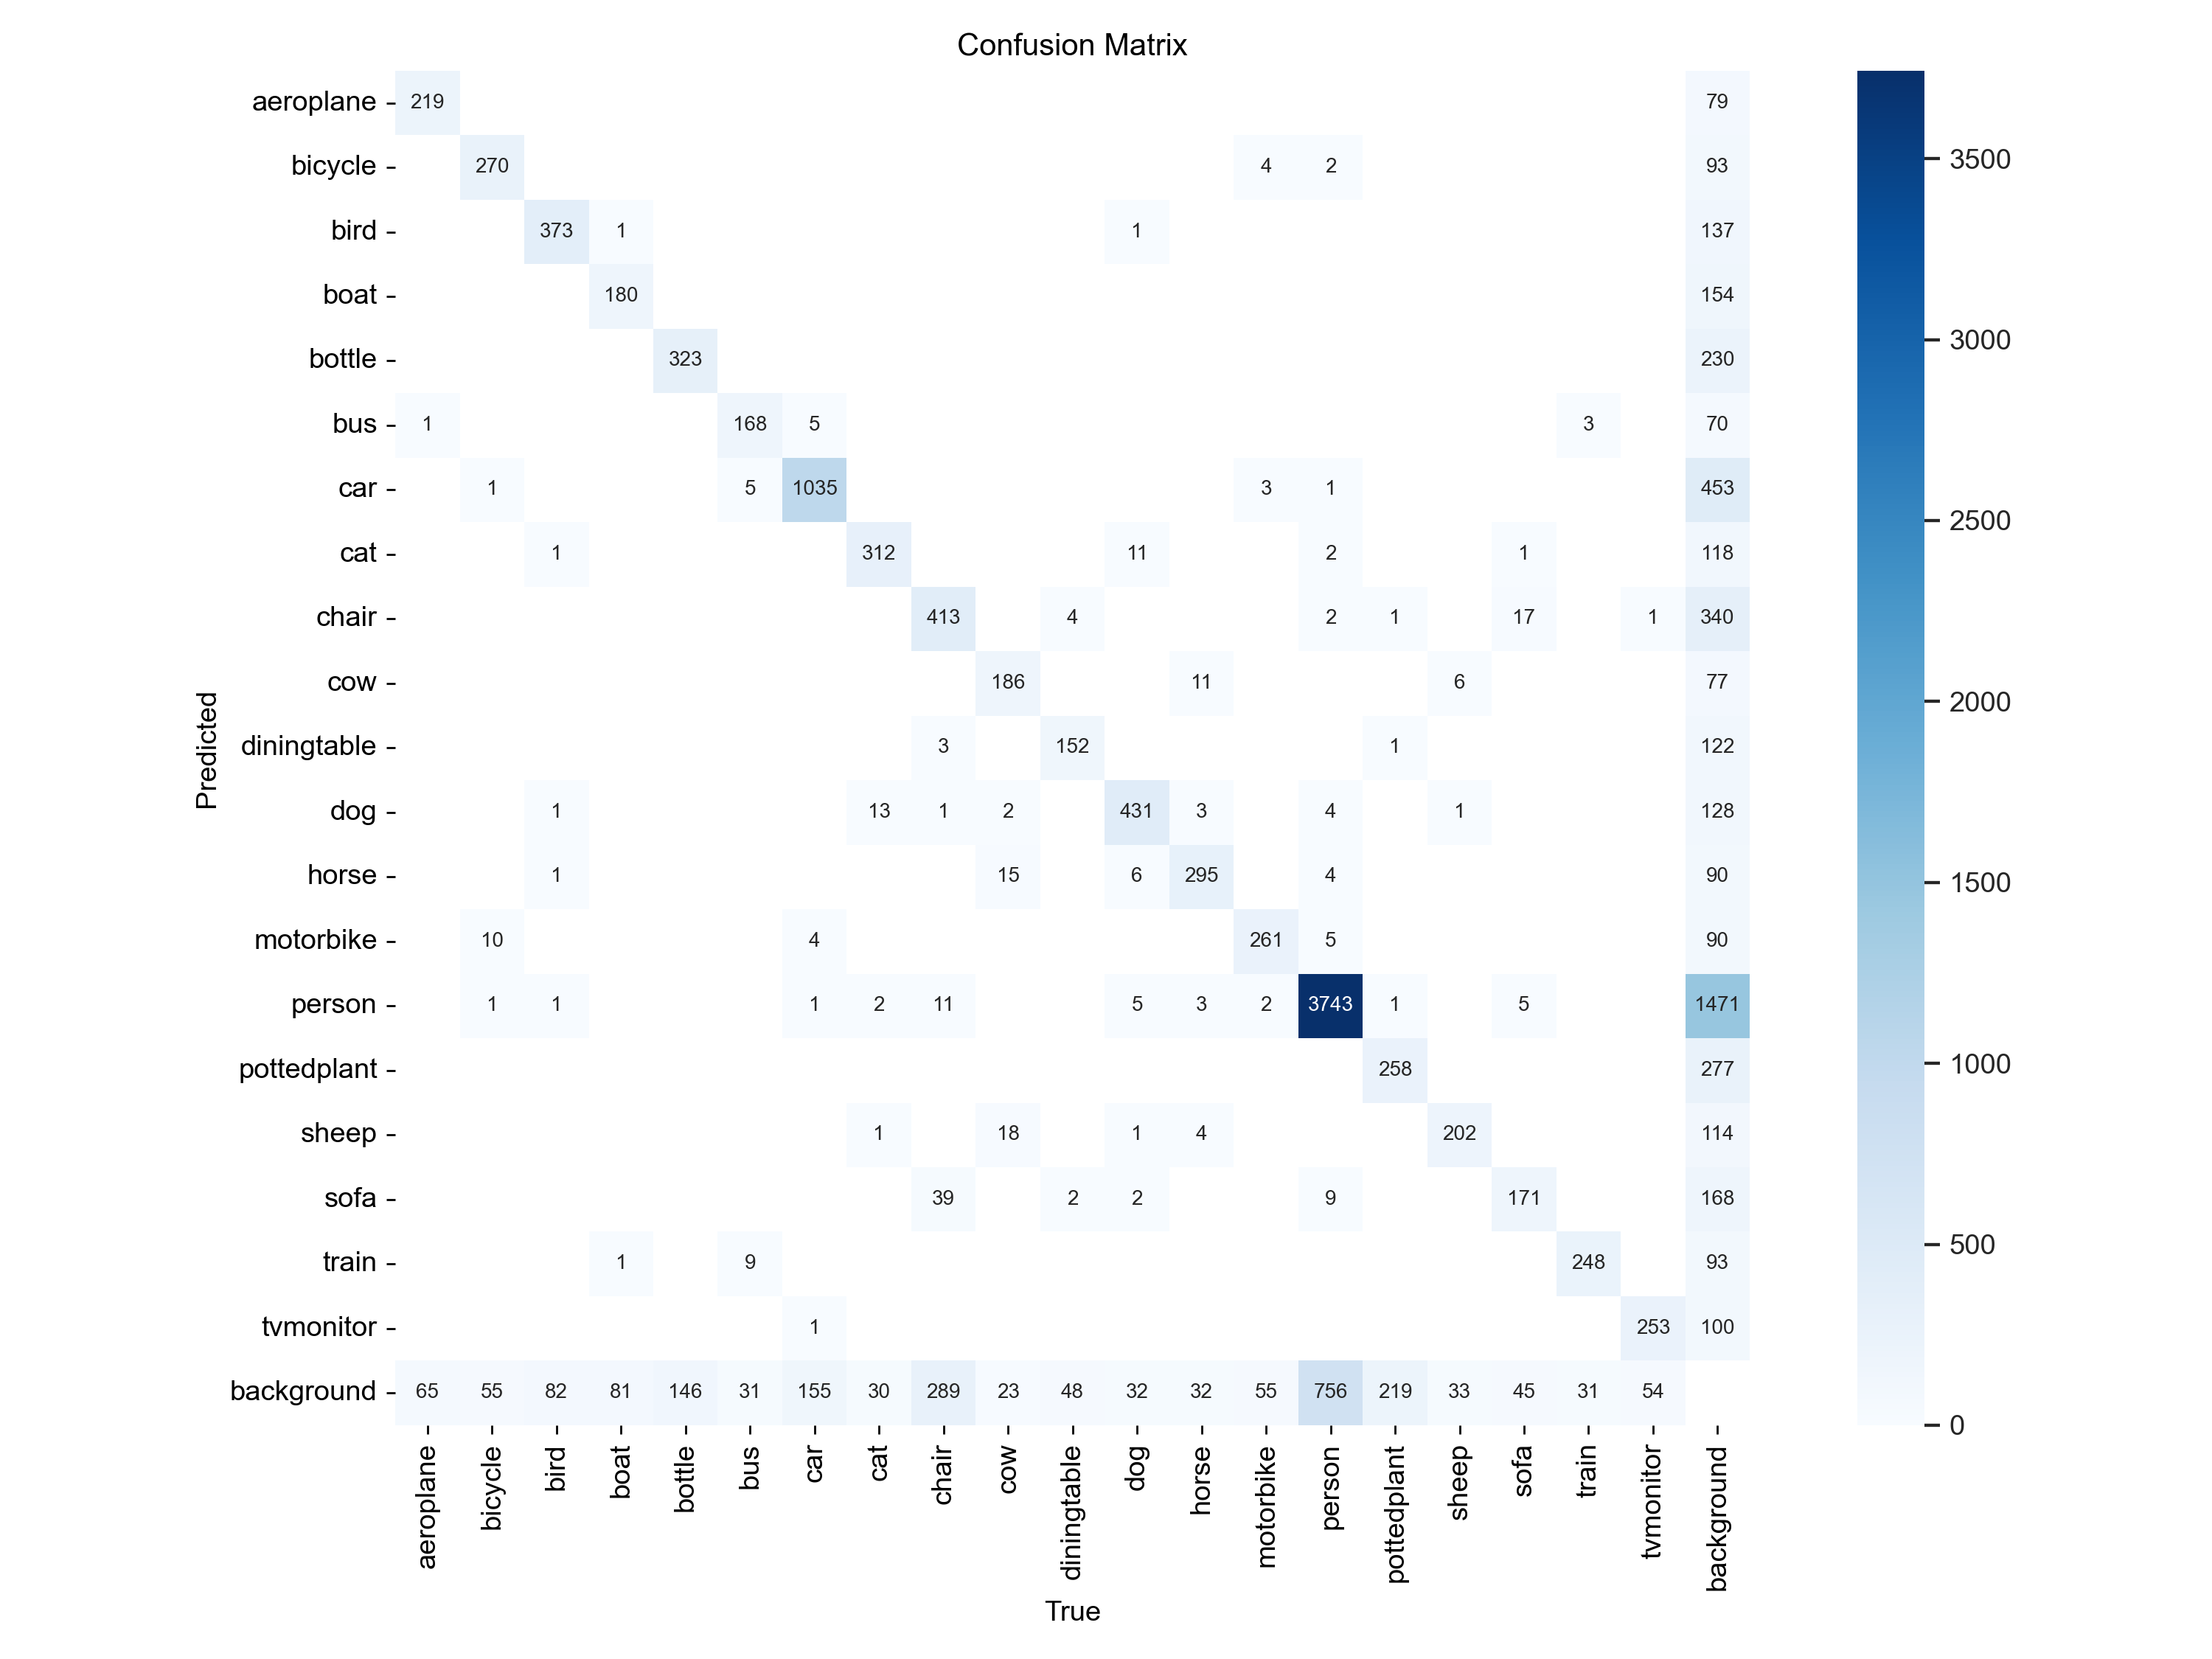 Confusion Matrix
aeroplane 219 79
bicycle 270 4 2 93
bird 373 1 1 137
boat 180 154
bottle 323 230
bus 1 168 5 3 70
car 1 5 1035 3 1 453
cat 1 312 11 2 1 118
chair 413 4 2 1 17 1 340
cow 186 11 6 77
diningtable 3 152 1 122
dog 1 13 1 2 431 3 4 1 128
horse 1 15 6 295 4 90
motorbike 10 4 261 5 90
person 1 1 1 2 11 5 3 2 3743 1 5 1471
pottedplant 258 277
sheep 1 18 1 4 202 114
sofa 39 2 2 9 171 168
train 1 9 248 93
tvmonitor 1 253 100
background 65 55 82 81 146 31 155 30 289 23 48 32 32 55 756 219 33 45 31 54
Predicted
aeroplane bicycle bird boat bottle bus car cat chair cow diningtable dog horse motorbike person pottedplant sheep sofa train tvmonitor background
True
3500
3000
2500
2000
1500
1000
500
0